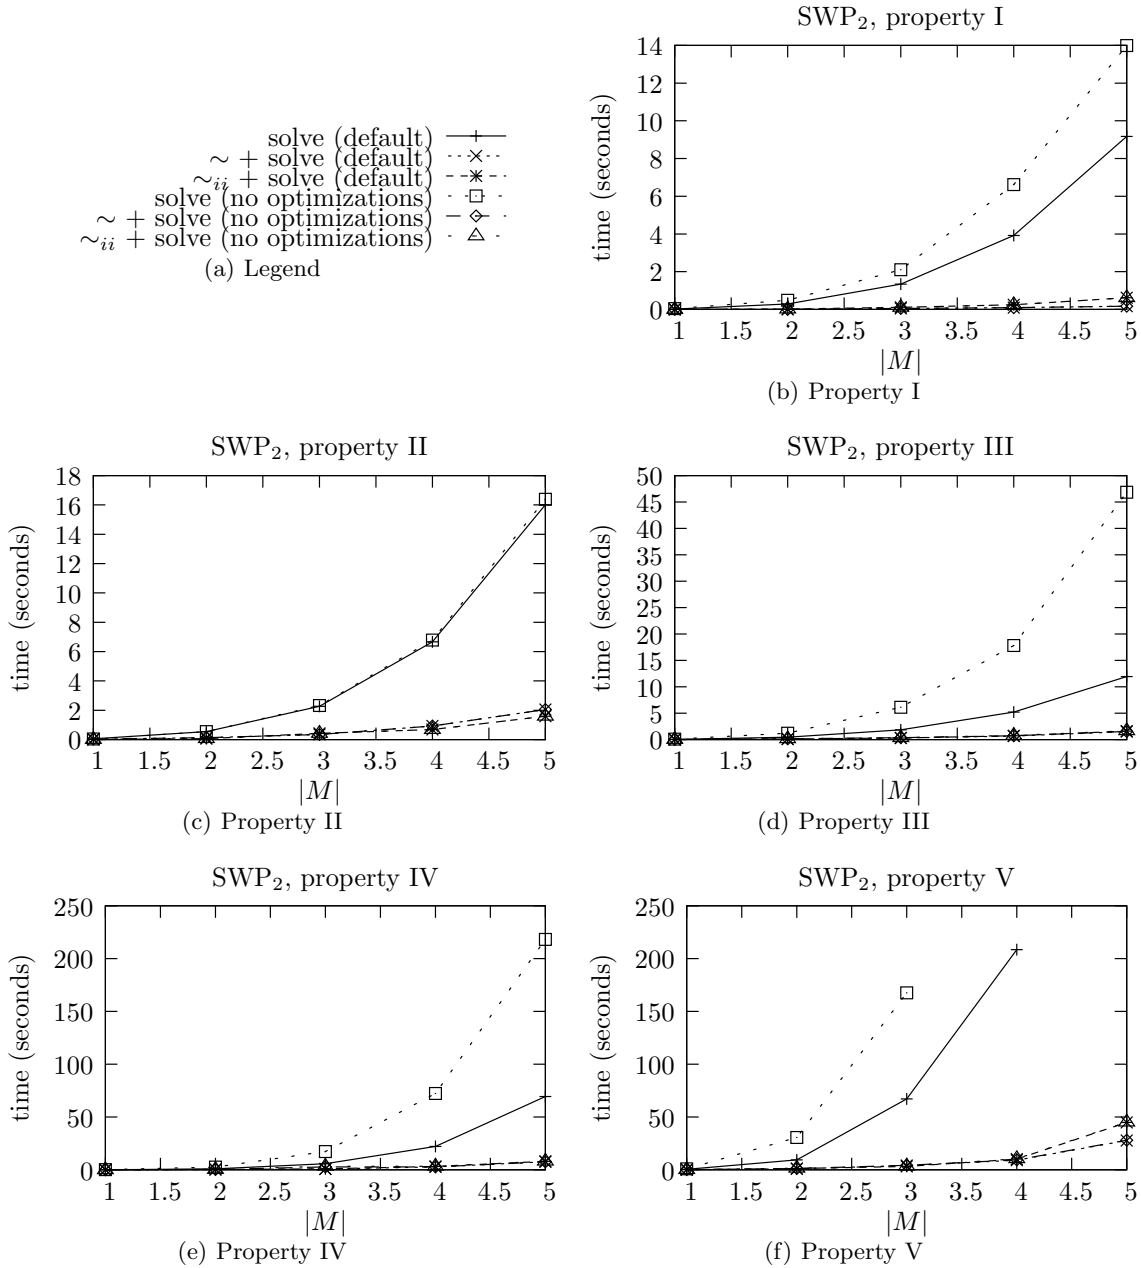 solve (default)
∼ + solve (default)
∼ii + solve (default)
solve (no optimizations)
∼ + solve (no optimizations)
∼ii + solve (no optimizations)
(a) Legend
SWP2, property I
time (seconds)
14
12
10
8
6
4
2
0
1 1.5 2 2.5 3 3.5 4 4.5 5
|M|
(b) Property I
SWP2, property II
time (seconds)
18
16
14
12
10
8
6
4
2
0
1 1.5 2 2.5 3 3.5 4 4.5 5
|M|
(c) Property II
SWP2, property III
time (seconds)
50
45
40
35
30
25
20
15
10
5
0
1 1.5 2 2.5 3 3.5 4 4.5 5
|M|
(d) Property III
SWP2, property IV
time (seconds)
250
200
150
100
50
0
1 1.5 2 2.5 3 3.5 4 4.5 5
|M|
(e) Property IV
SWP2, property V
time (seconds)
250
200
150
100
50
0
1 1.5 2 2.5 3 3.5 4 4.5 5
|M|
(f) Property V